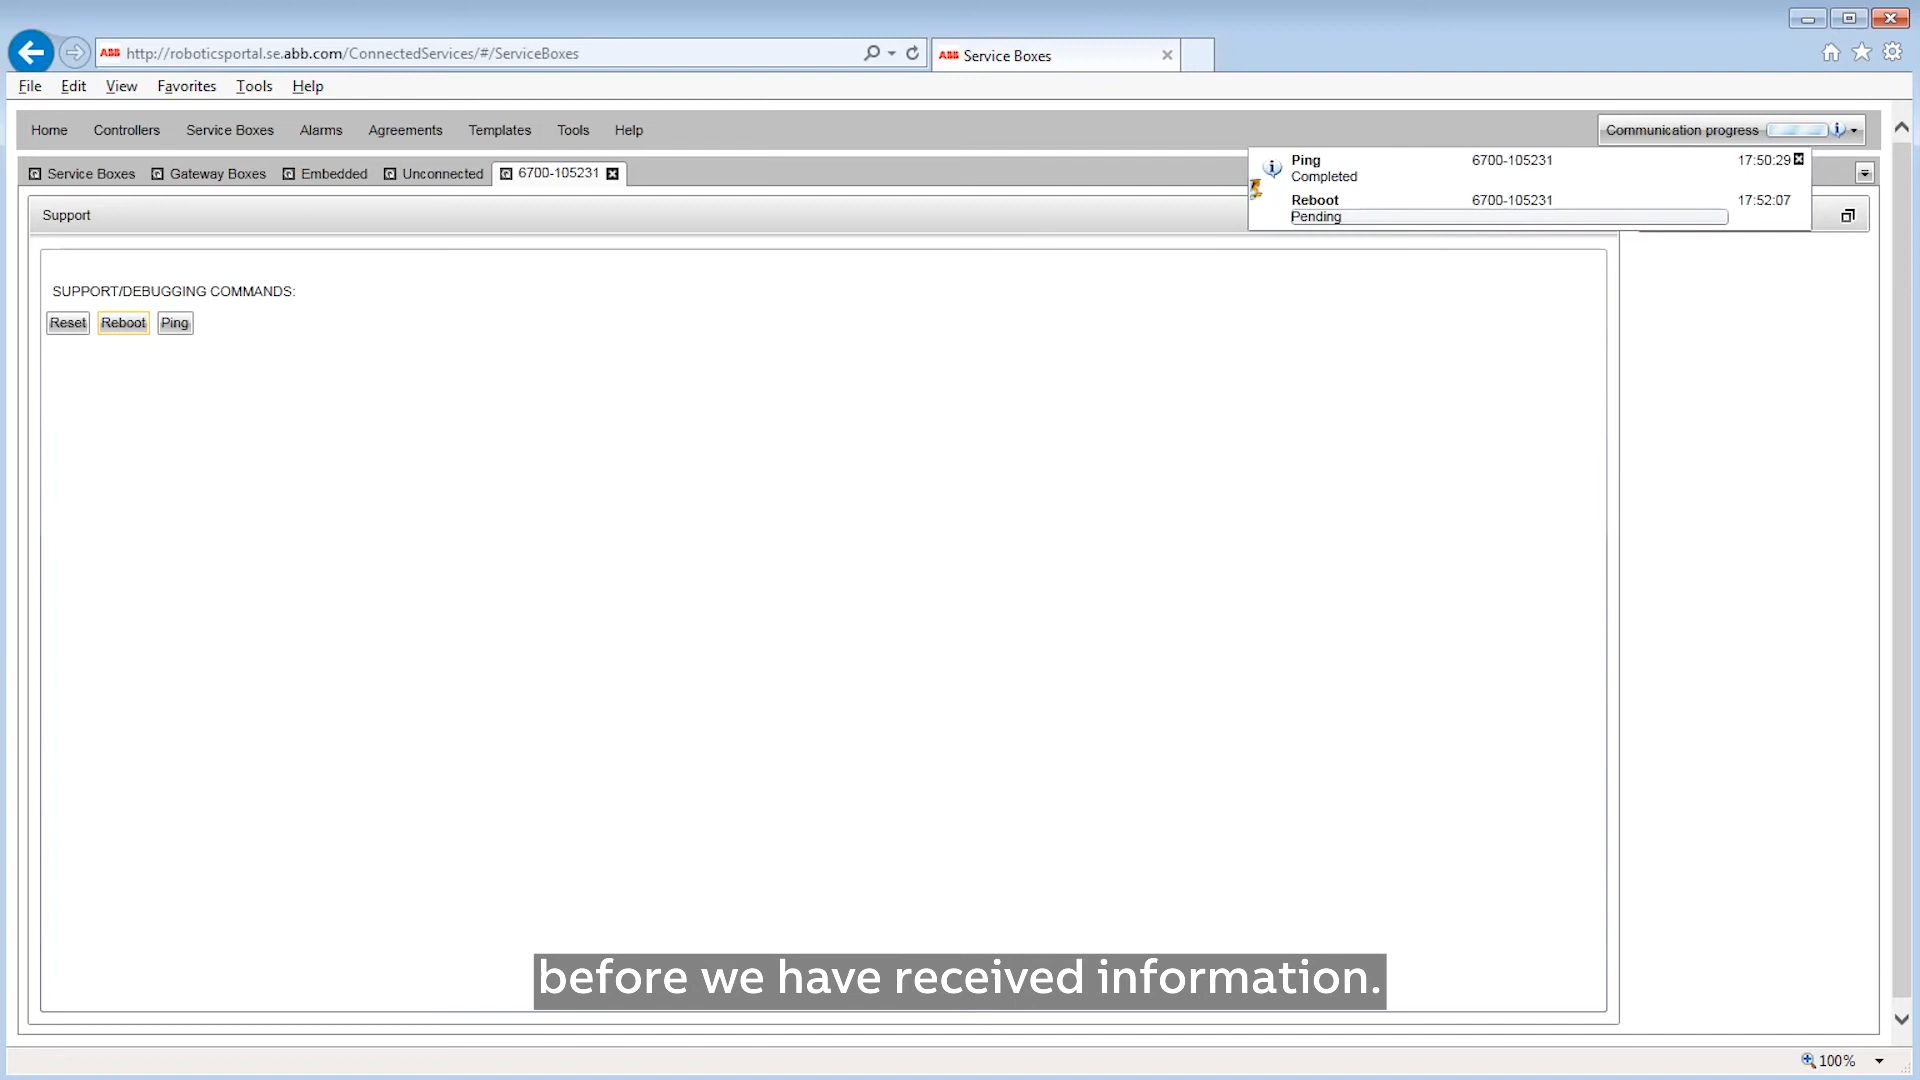 ABB http://roboticsportal.se.abb.com/ConnectedServices/#/ServiceBoxes
ABB Service Boxes
File Edit View Favorites Tools Help
Home Controllers Service Boxes Alarms Agreements Templates Tools Help
Communication progress
Service Boxes Gateway Boxes Embedded Unconnected 6700-105231
Ping 6700-105231 17:50:29
Completed
Reboot 6700-105231 17:52:07
Pending
Support
SUPPORT/DEBUGGING COMMANDS:
Reset Reboot Ping
before we have received information.
100%